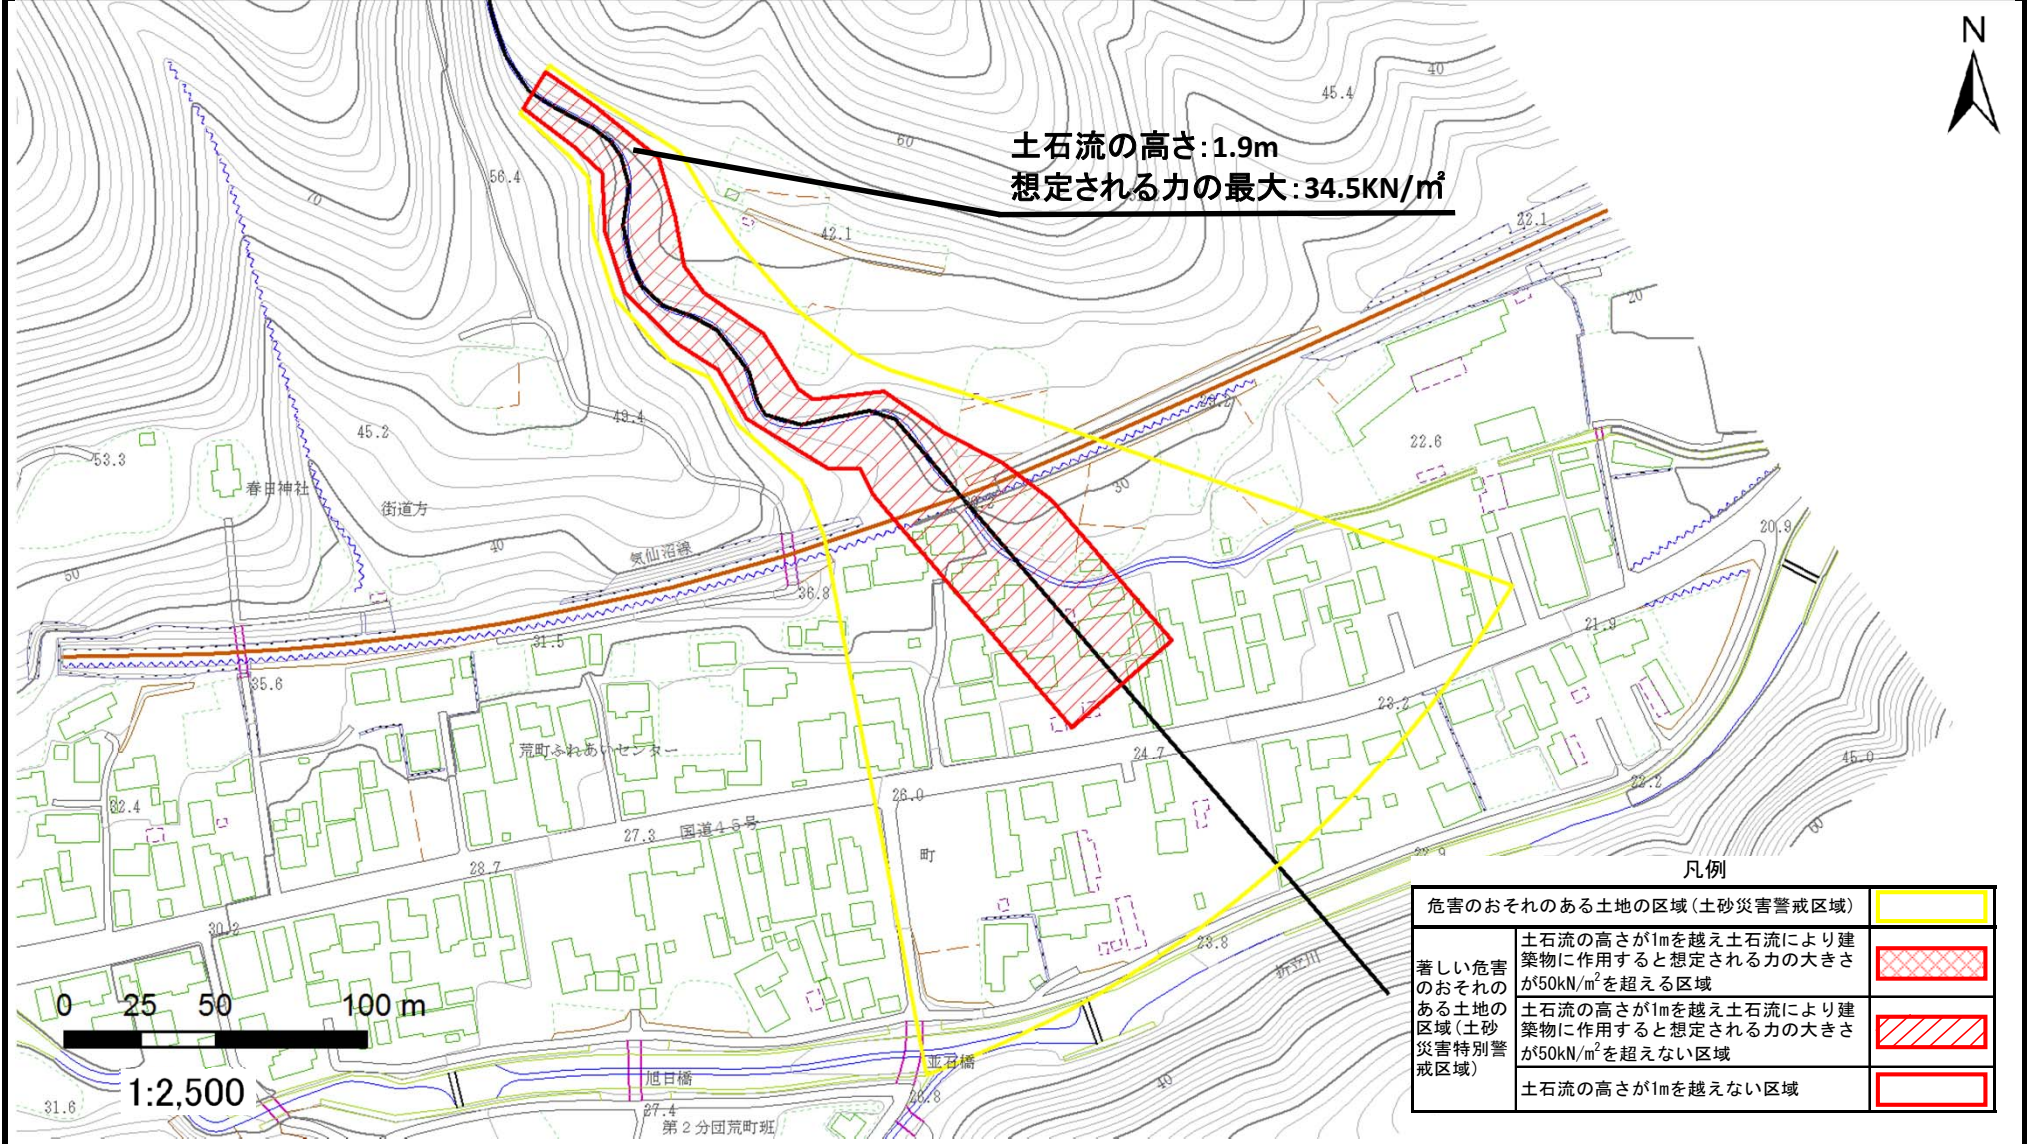 N
40
45.4
60
土石流の高さ:1.9m
想定される力の最大:34.5KN/㎡
56.4
70
42.1
22.1
20
49.4
45.2
22.6
53.3
春日神社
街道方
30
20.9
40
気仙沼線
50
36.8
21.9
31.5
35.6
23.2
荒町ふれあいセンター
24.7
45.0
22.2
32.4
26.0
60
27.3
国道45号
町
28.7
22.9
30.2
23.8
折立川
凡例
危害のおそれのある土地の区域(土砂災害警戒区域)
著しい危害
のおそれの
ある土地の
区域(土砂
災害特別警
戒区域)
土石流の高さが1mを越え土石流により建
築物に作用すると想定される力の大きさ
が50kN/m²を超える区域
土石流の高さが1mを越え土石流により建
築物に作用すると想定される力の大きさ
が50kN/m²を超えない区域
土石流の高さが1mを越えない区域
0 25 50 100 m
1:2,500
並石橋
旭日橋
40
26.8
31.6
27.4
第2分団荒町班